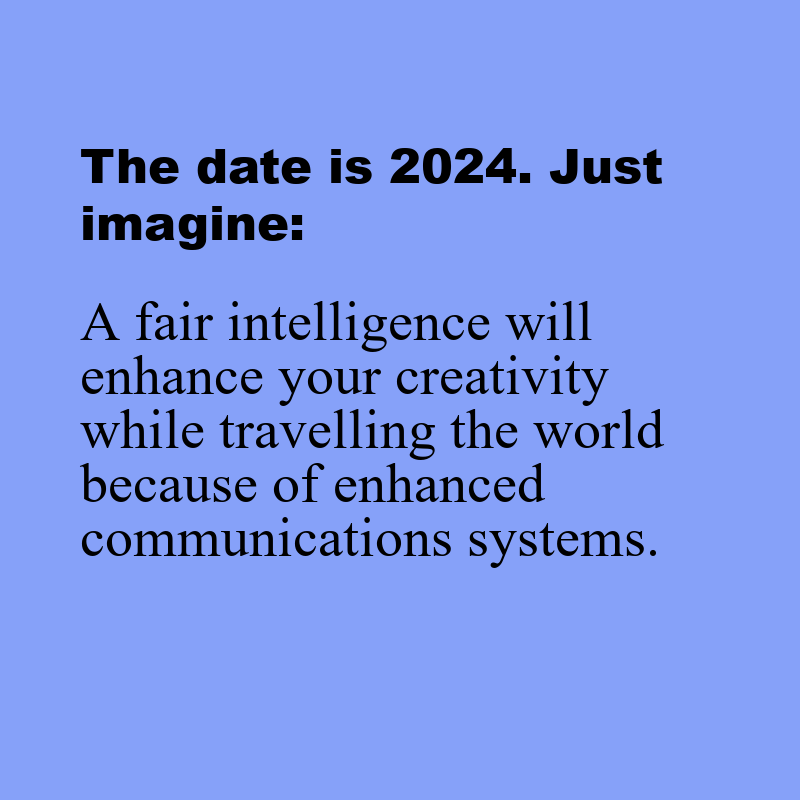 The date is 2024. Just
imagine:
A fair intelligence will
enhance your creativity
while travelling the world
because of enhanced
communications systems.